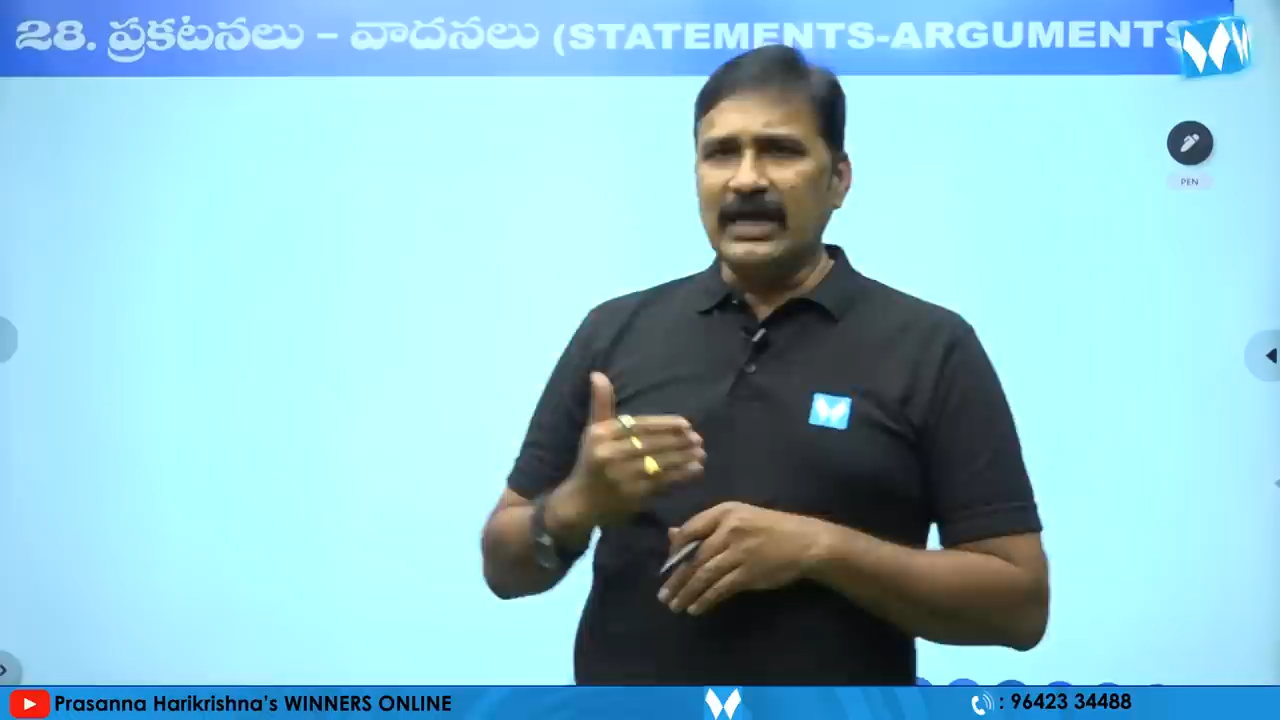 28. ప్రకటనలు - వాదనలు (STATEMENTS-ARGUMENTS
PEN
Prasanna Harikrishna's WINNERS ONLINE
: 96423 34488